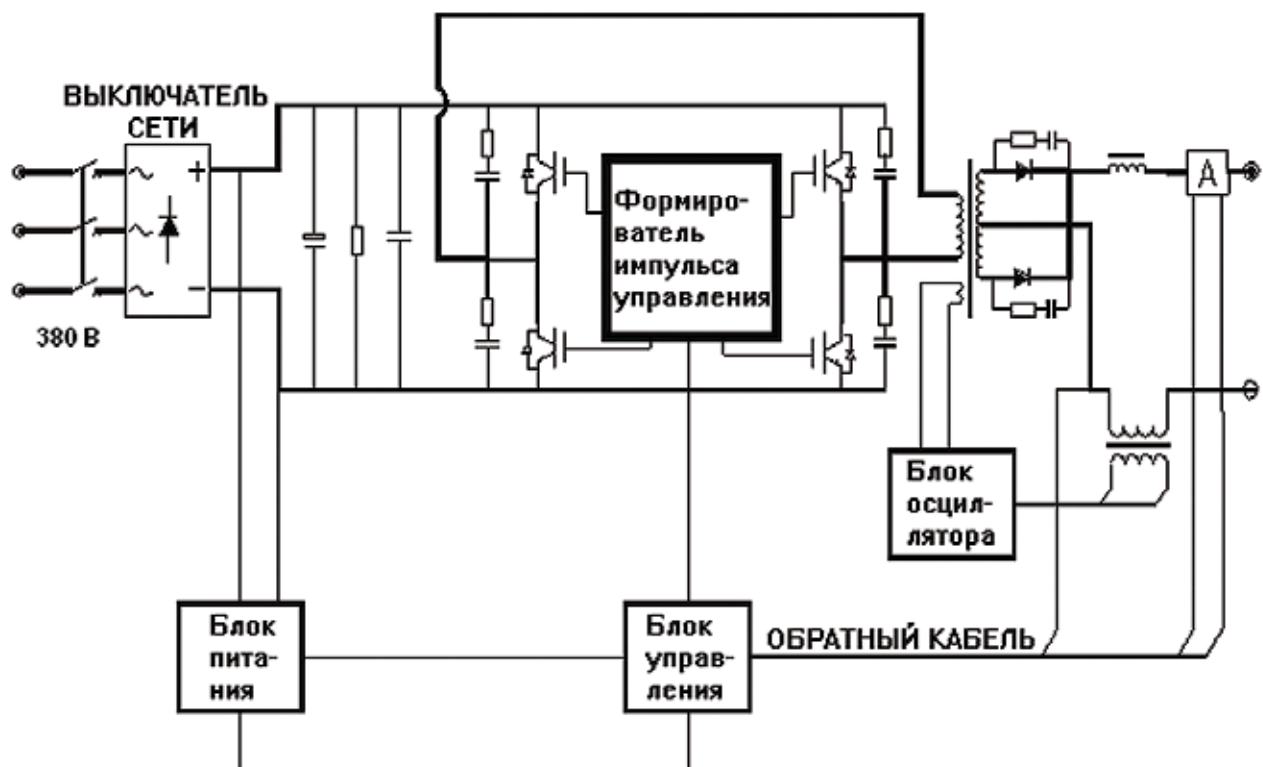 ВЫКЛЮЧАТЕЛЬ
СЕТИ
+
−
380 В
Формиро-
ватель
импульса
управления
А
Блок
осцил-
лятора
Блок
пита-
ния
Блок
управ-
ления
ОБРАТНЫЙ КАБЕЛЬ